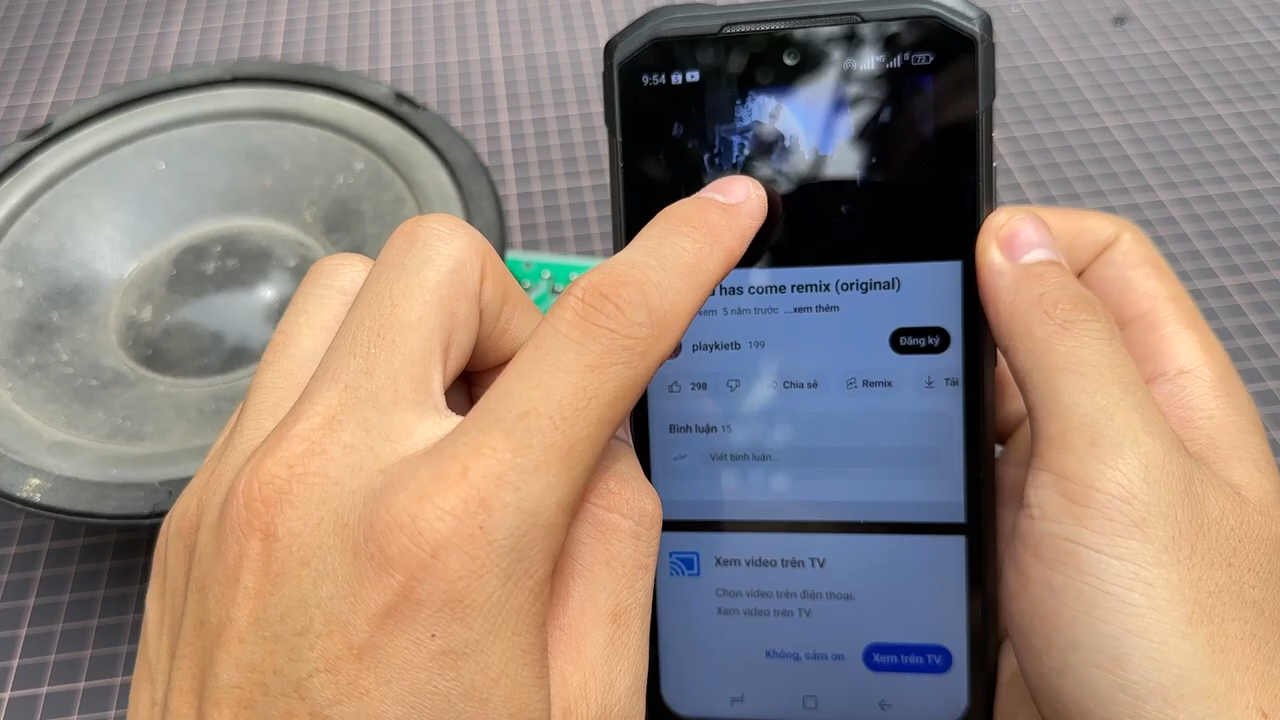 9:54
72
has come remix (original)
xem 5 năm trước ...xem thêm
playkietb 199
Đăng ký
298
Chia sẻ
Remix
Tải
Bình luận 15
Viết bình luận...
Xem video trên TV
Chọn video trên điện thoại.
Xem video trên TV.
Không, cảm ơn
Xem trên TV